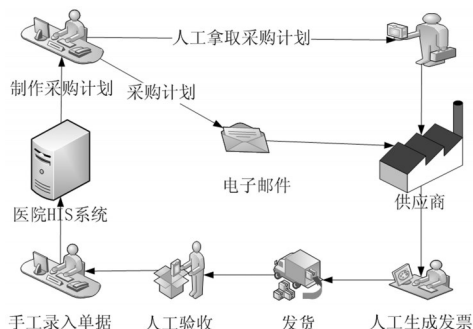 人工拿取采购计划
制作采购计划
采购计划
电子邮件
供应商
医院HIS系统
手工录入单据
人工验收
发货
人工生成发票